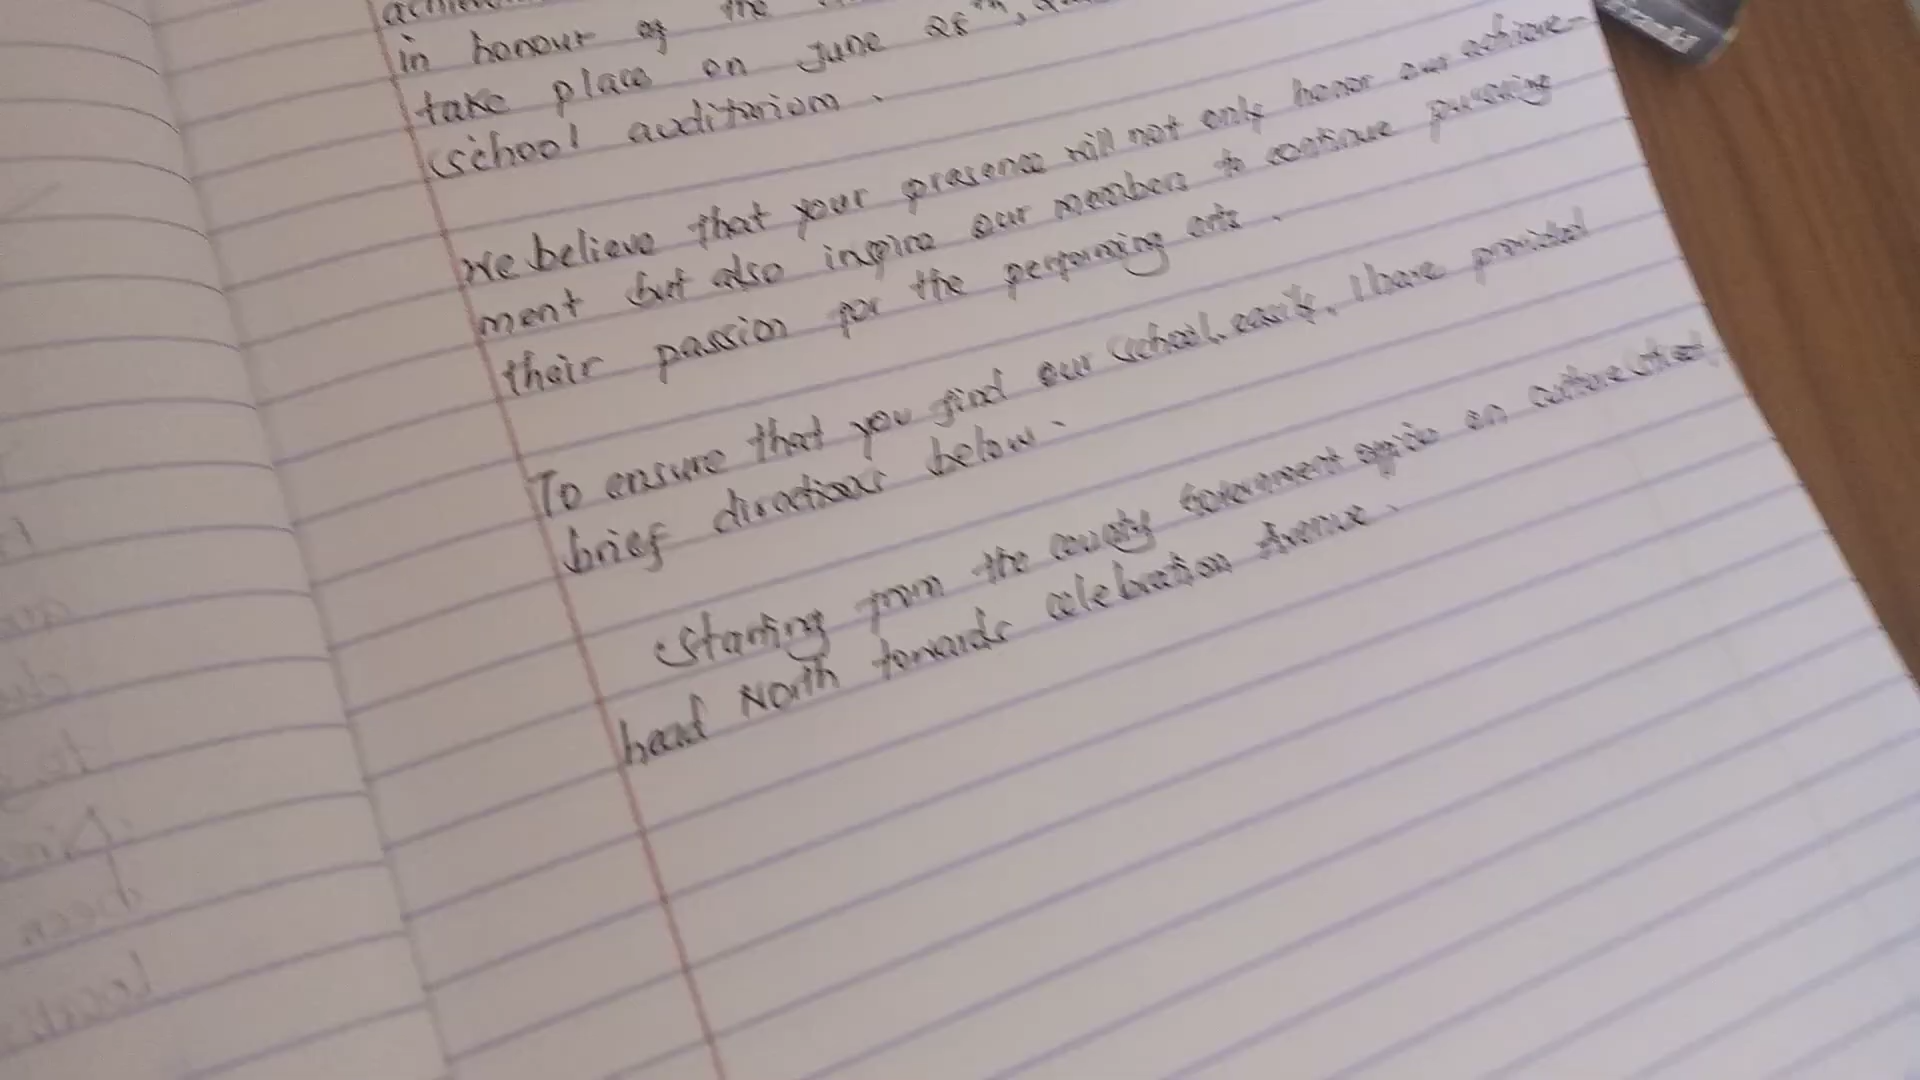 in honour of the
take place on June 28th,
school auditorium.
We believe that your presence will not only honor our achieve-
ment but also inspire our members to continue pursuing
their passion for the performing arts.
To ensure that you find our school, easily, I have provided
brief directions below.
Starting from the county Government office on culture street,
head North towards celebration Avenue.